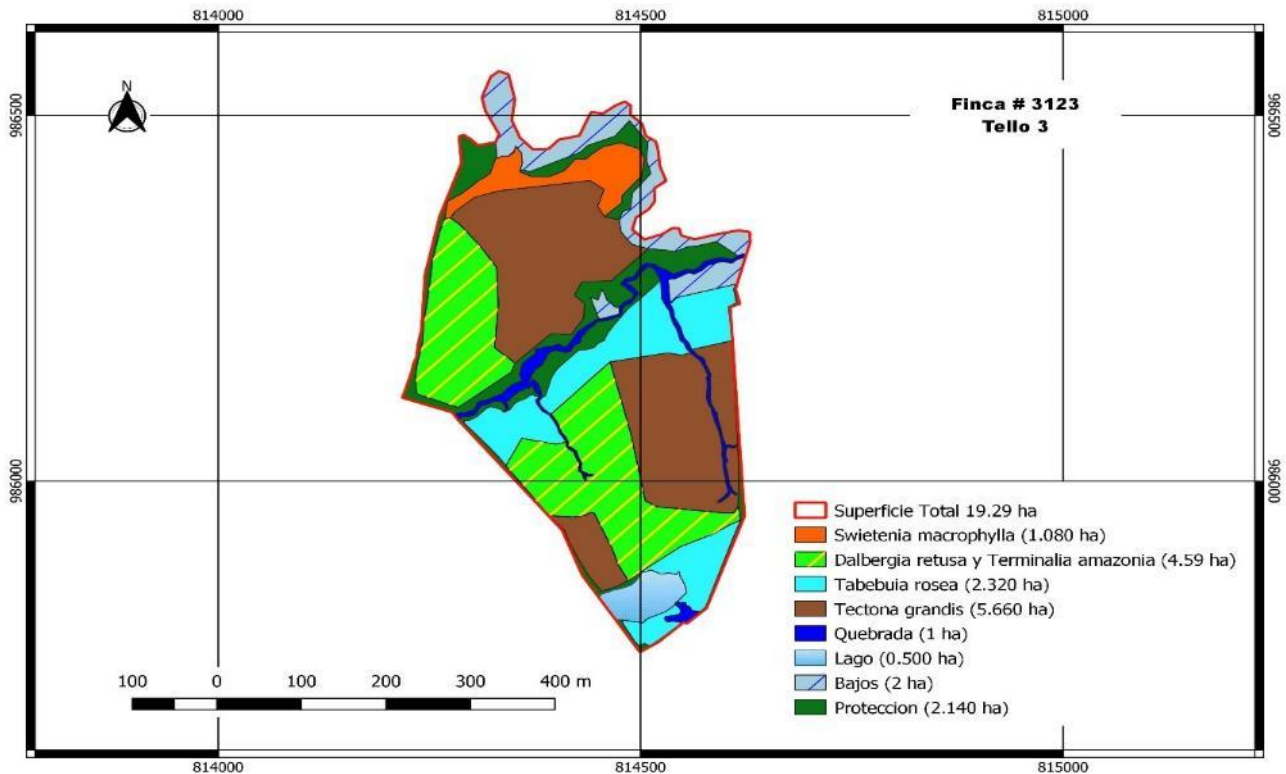 814000
814500
815000
N
Finca # 3123
Tello 3
986500
986500
986000
986000
Superficie Total 19.29 ha
Swietenia macrophylla (1.080 ha)
Dalbergia retusa y Terminalia amazonia (4.59 ha)
Tabebuia rosea (2.320 ha)
Tectona grandis (5.660 ha)
Quebrada (1 ha)
Lago (0.500 ha)
Bajos (2 ha)
Proteccion (2.140 ha)
100 0 100 200 300 400 m
814000
814500
815000